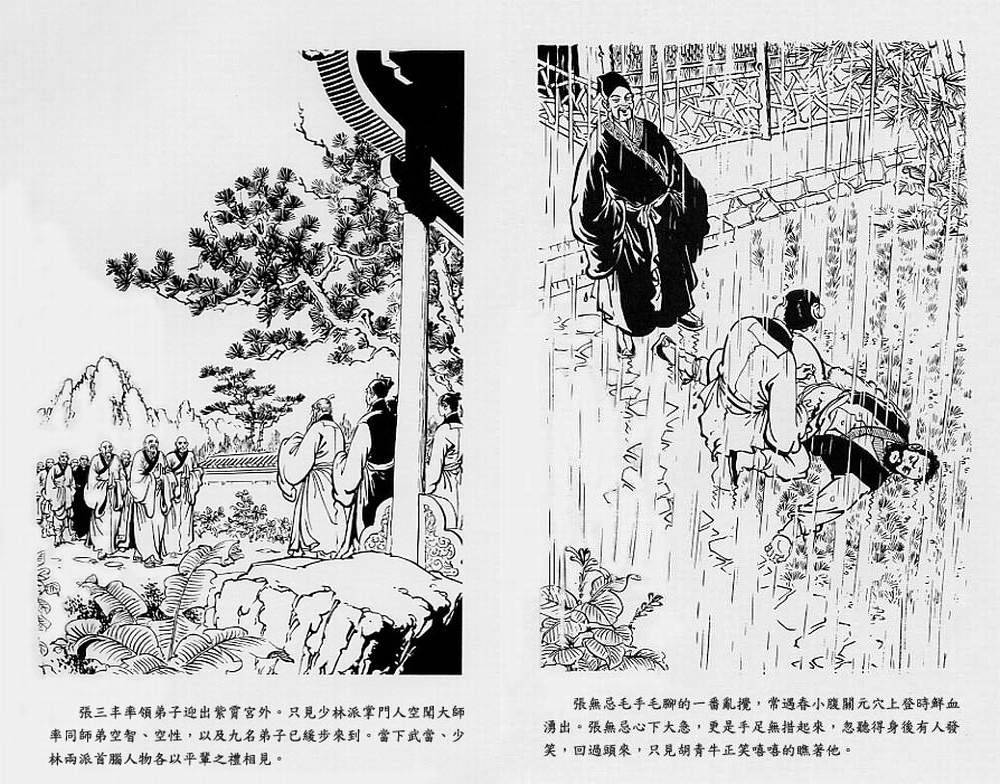 張三丰率領弟子迎出紫霄宮外。只見少林派掌門人空聞大師
率同師弟空智、空性,以及九名弟子已緩步來到。當下武當、少
林兩派首腦人物各以平輩之禮相見。
張無忌毛手毛腳的一番亂攪,常遇春小腹關元穴上登時鮮血
湧出。張無忌心下大急,更是手足無措起來,忽聽得身後有人發
笑,回過頭來,只見胡青牛正笑嘻嘻的瞧著他。